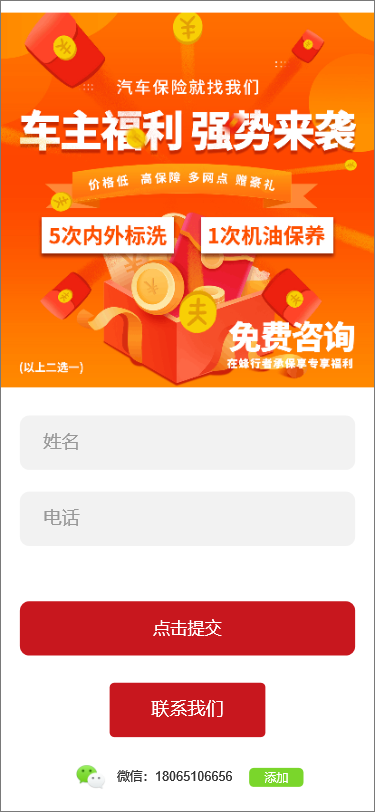 汽车保险就找我们
车主福利 强势来袭
价格低 高保障 多网点 赠豪礼
5次内外标洗
1次机油保养
免费咨询
(以上二选一)
在蜂行者承保享专享福利
姓名
电话
点击提交
联系我们
微信：18065106656
添加